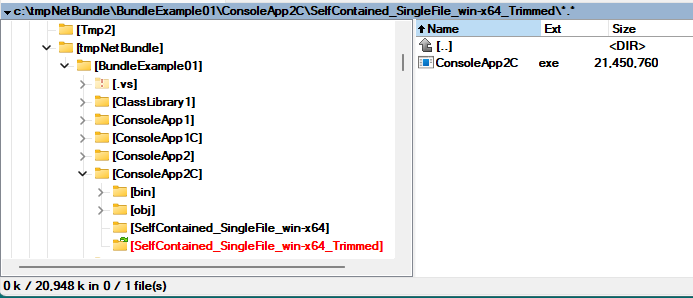 c:\tmpNetBundle\BundleExample01\ConsoleApp2C\SelfContained_SingleFile_win-x64_Trimmed\*.*
[Tmp2]
[tmpNetBundle]
[BundleExample01]
[.vs]
[ClassLibrary1]
[ConsoleApp1]
[ConsoleApp1C]
[ConsoleApp2]
[ConsoleApp2C]
[bin]
[obj]
[SelfContained_SingleFile_win-x64]
[SelfContained_SingleFile_win-x64_Trimmed]
Name Ext Size
[..] <DIR>
ConsoleApp2C exe 21,450,760
0 k / 20,948 k in 0 / 1 file(s)